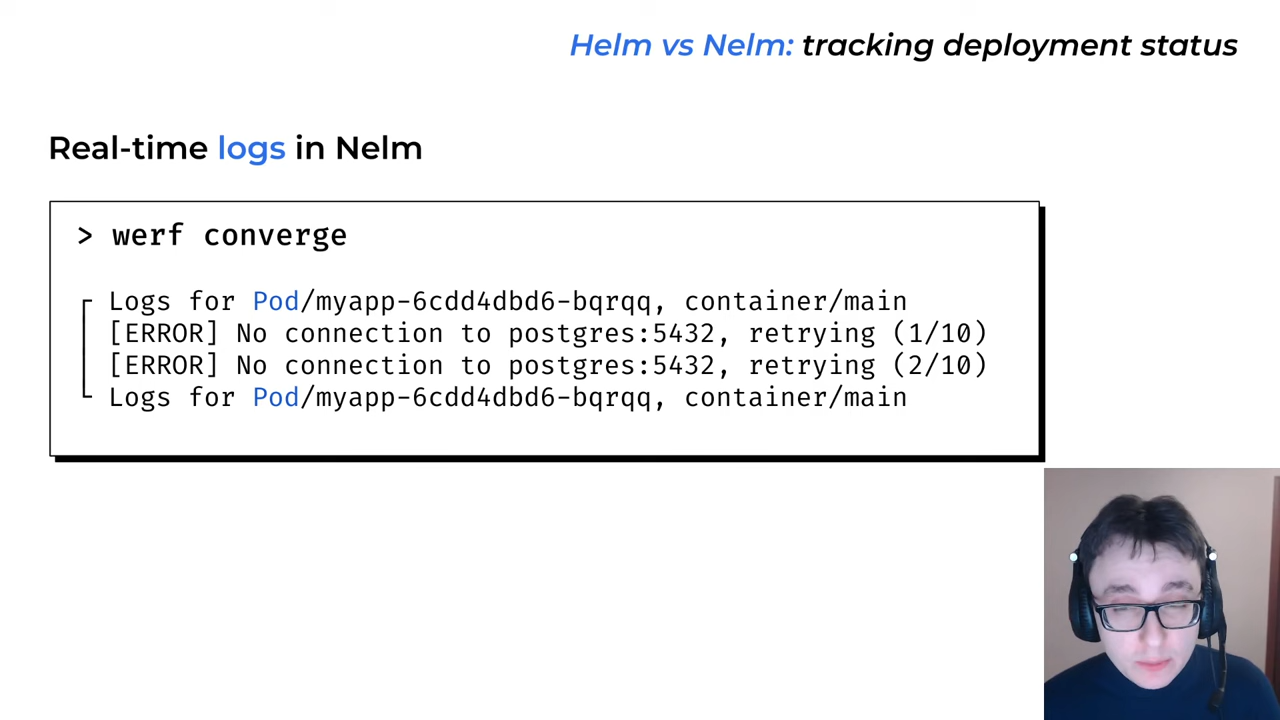 Helm vs Nelm: tracking deployment status
Real-time logs in Nelm
> werf converge
┌ Logs for Pod/myapp-6cdd4dbd6-bqrqq, container/main
│ [ERROR] No connection to postgres:5432, retrying (1/10)
│ [ERROR] No connection to postgres:5432, retrying (2/10)
└ Logs for Pod/myapp-6cdd4dbd6-bqrqq, container/main